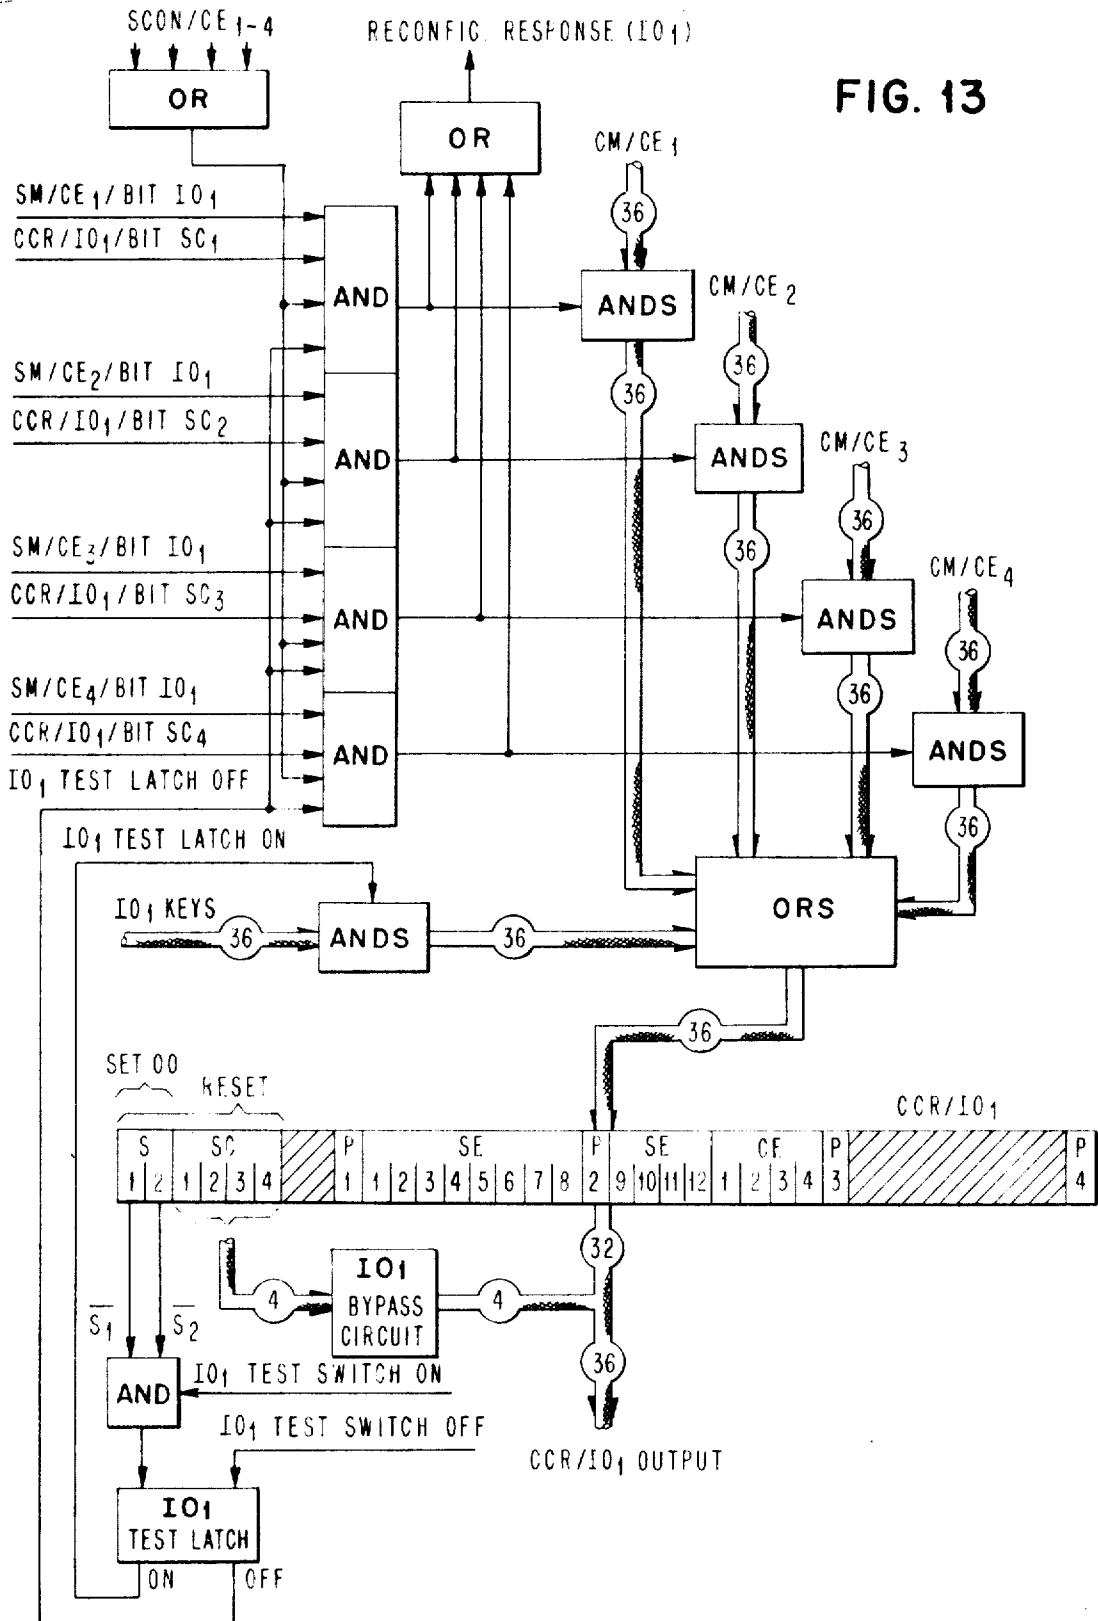 SCON/CE1-4
RECONFIG. RESPONSE (IO1)
FIG. 13
OR
OR
CM/CE1
36
SM/CE1/BIT IO1
CCR/IO1/BIT SC1
AND
ANDS
CM/CE2
36
36
SM/CE2/BIT IO1
CCR/IO1/BIT SC2
AND
ANDS
CM/CE3
36
36
SM/CE3/BIT IO1
CCR/IO1/BIT SC3
AND
ANDS
CM/CE4
36
36
SM/CE4/BIT IO1
CCR/IO1/BIT SC4
AND
ANDS
IO1 TEST LATCH OFF
36
IO1 TEST LATCH ON
IO1 KEYS
36
ANDS
36
ORS
36
SET 00
RESET
CCR/IO1
S SC P SE P SE CE P P
1 2 1 2 3 4 1 1 2 3 4 5 6 7 8 2 9 10 11 12 1 2 3 4 3 4
32
4
IO1
BYPASS
CIRCUIT
4
S̅1 S̅2
36
AND
IO1 TEST SWITCH ON
IO1 TEST SWITCH OFF
CCR/IO1 OUTPUT
IO1
TEST LATCH
ON OFF